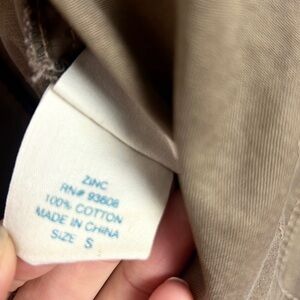 ZINC
RN# 93608
100% COTTON
MADE IN CHINA
SIZE S